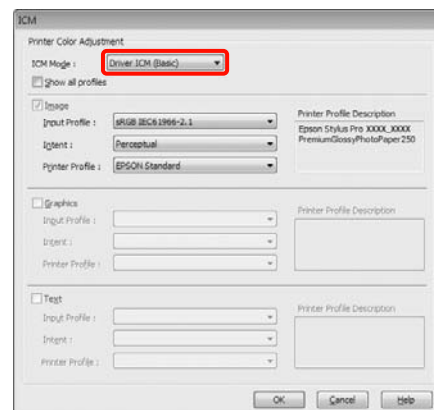 ICM
Printer Color Adjustment
ICM Mode : Driver ICM (Basic)
Show all profiles
Image
Input Profile : sRGB IEC61966-2.1
Intent : Perceptual
Printer Profile : EPSON Standard
Printer Profile Description
Epson Stylus Pro XXXX_XXXX
PremiumGlossyPhotoPaper250
Graphics
Input Profile :
Intent :
Printer Profile :
Printer Profile Description
Text
Input Profile :
Intent :
Printer Profile :
Printer Profile Description
OK Cancel Help